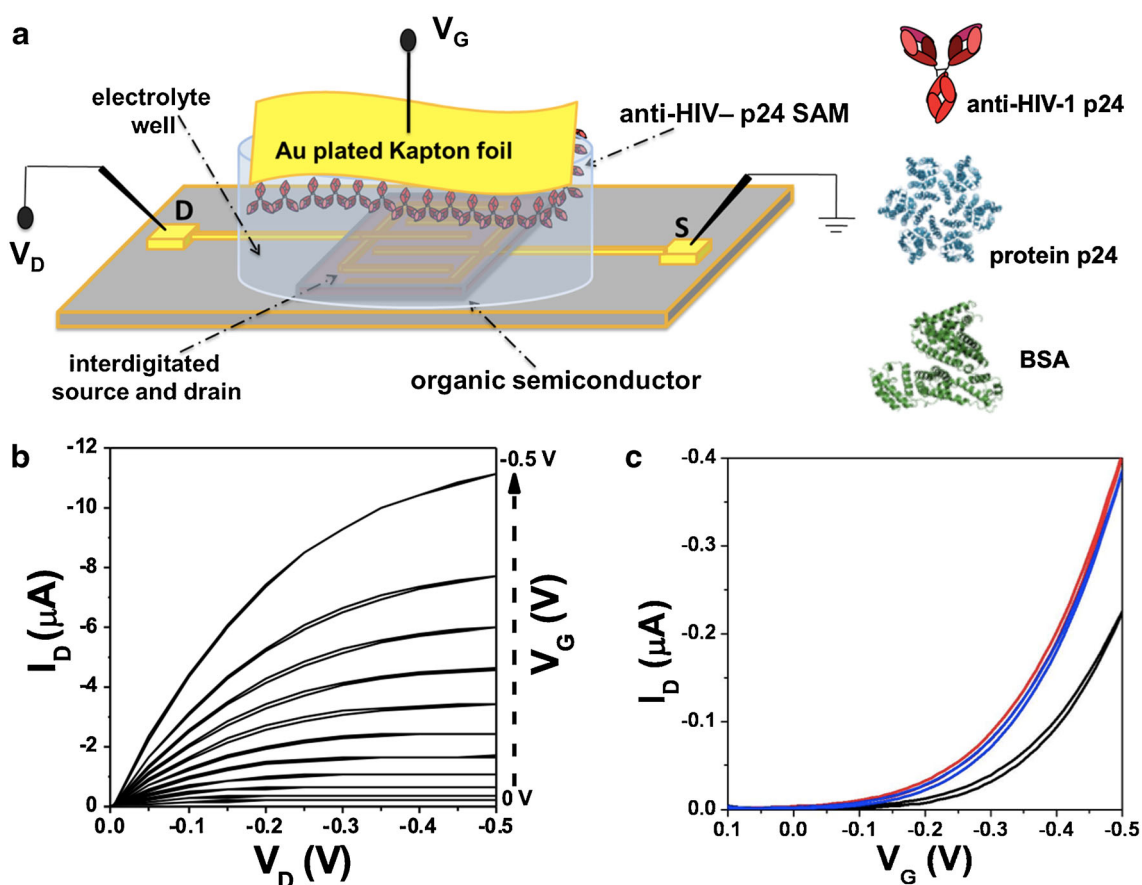 a
V_G
electrolyte
well
anti-HIV– p24 SAM
Au plated Kapton foil
anti-HIV-1 p24
D
S
V_D
protein p24
interdigitated
source and drain
organic semiconductor
BSA
b
-12
-10
-8
-6
-4
-2
0
I_D (μA)
0.0 -0.1 -0.2 -0.3 -0.4 -0.5
V_D (V)
-0.5 V
V_G (V)
0 V
c
-0.4
-0.3
-0.2
-0.1
0.0
I_D (μA)
0.1 0.0 -0.1 -0.2 -0.3 -0.4 -0.5
V_G (V)